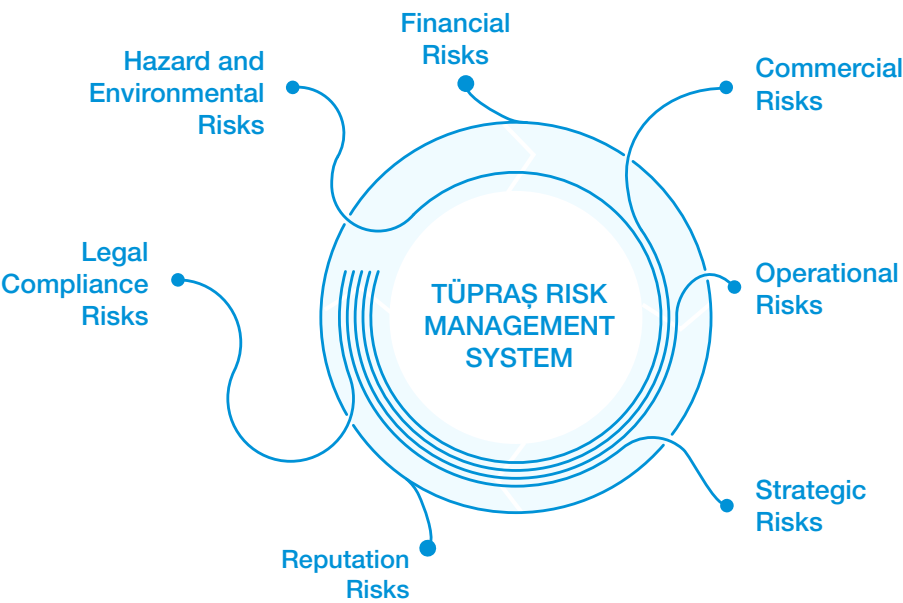 Financial
Risks
Commercial
Risks
Operational
Risks
Strategic
Risks
Reputation
Risks
Legal
Compliance
Risks
Hazard and
Environmental
Risks
TÜPRAŞ RISK
MANAGEMENT
SYSTEM